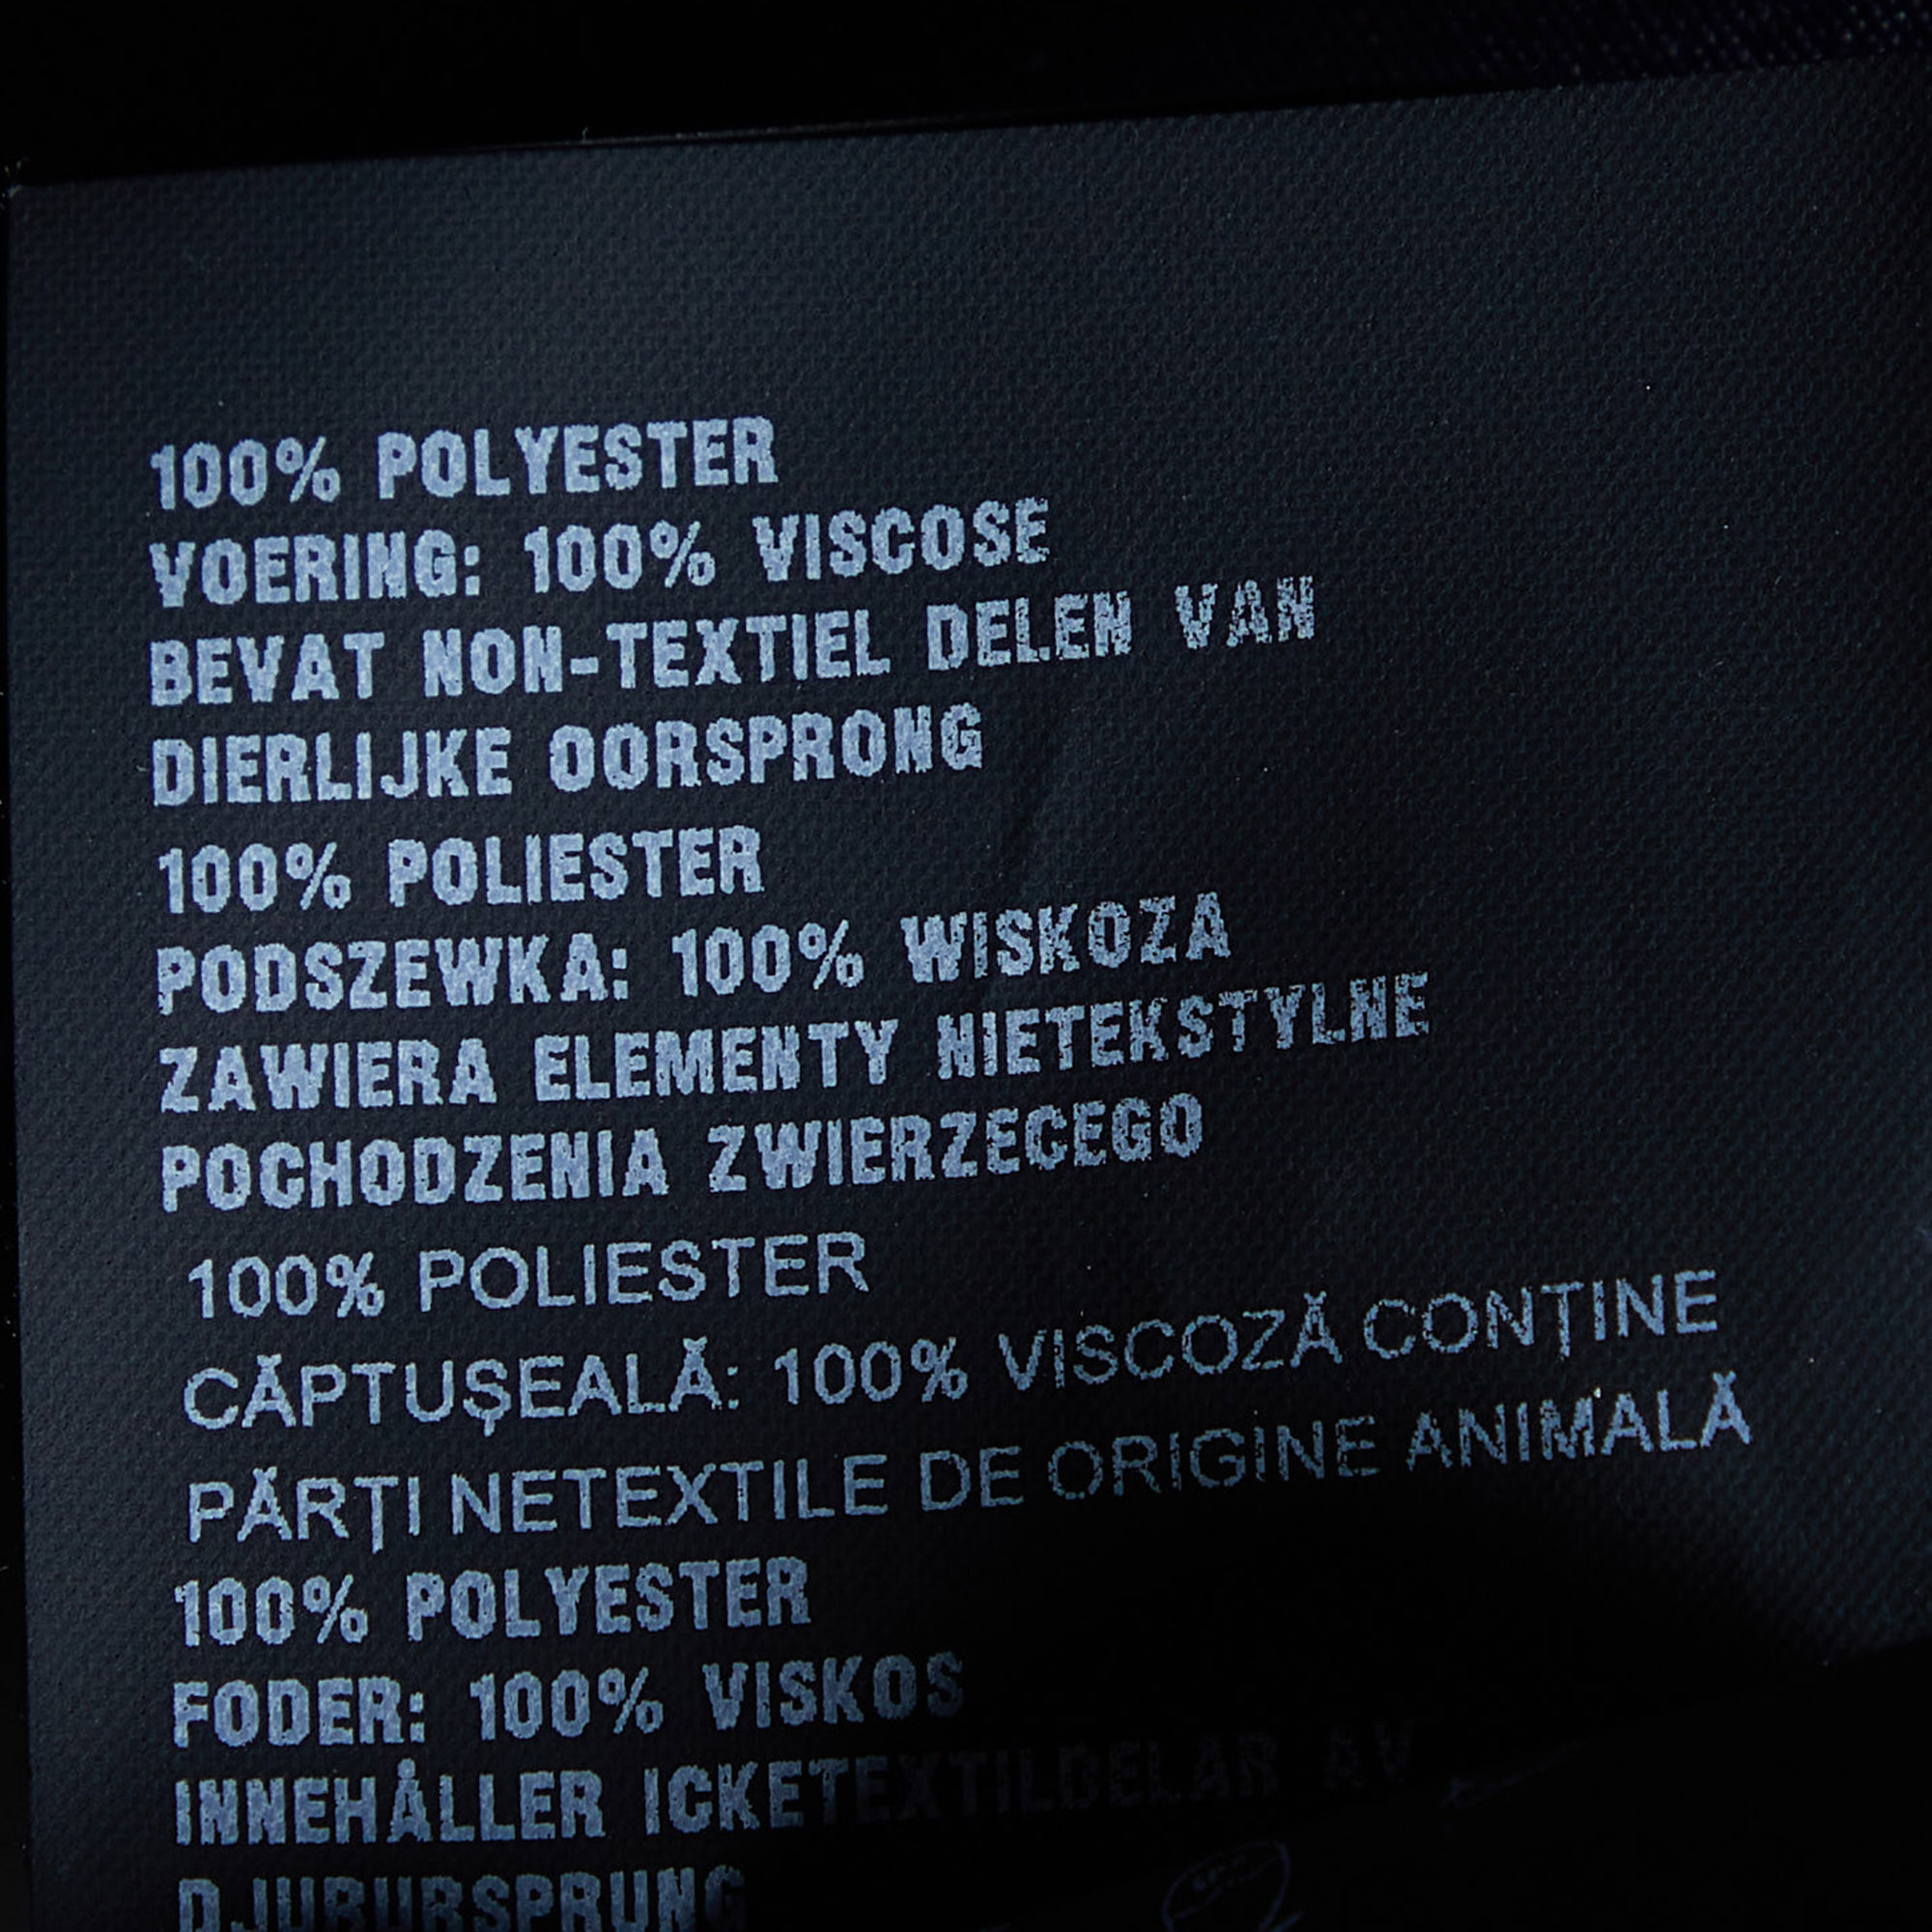 100% POLYESTER
VOERING: 100% VISCOSE
BEVAT NON-TEXTIEL DELEN VAN
DIERLIJKE OORSPRONG
100% POLIESTER
PODSZEWKA: 100% WISKOZA
ZAWIERA ELEMENTY NIETEKSTYLNE
POCHODZENIA ZWIERZECEGO
100% POLIESTER
CĂPTUȘEALĂ: 100% VISCOZĂ CONȚINE
PĂRȚI NETEXTILE DE ORIGINE ANIMALĂ
100% POLYESTER
FODER: 100% VISKOS
INNEHÅLLER ICKETEXTILDELAR AV
DJURURSPRUNG